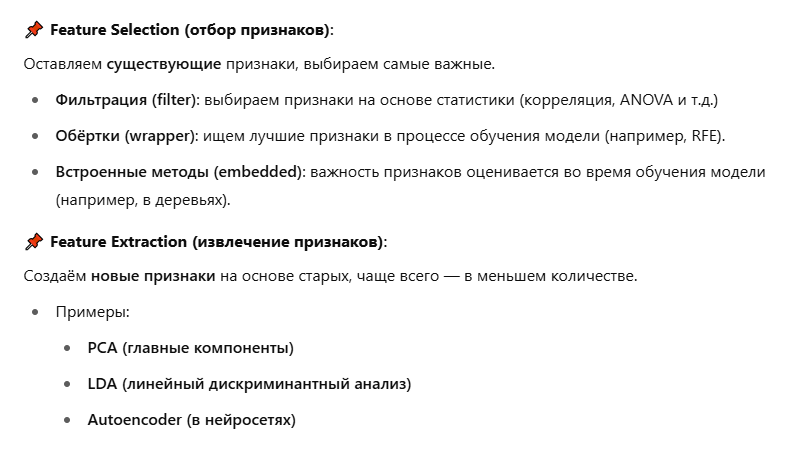 📌 Feature Selection (отбор признаков):
Оставляем существующие признаки, выбираем самые важные.
• Фильтрация (filter): выбираем признаки на основе статистики (корреляция, ANOVA и т.д.)
• Обёртки (wrapper): ищем лучшие признаки в процессе обучения модели (например, RFE).
• Встроенные методы (embedded): важность признаков оценивается во время обучения модели
(например, в деревьях).
📌 Feature Extraction (извлечение признаков):
Создаём новые признаки на основе старых, чаще всего — в меньшем количестве.
• Примеры:
• PCA (главные компоненты)
• LDA (линейный дискриминантный анализ)
• Autoencoder (в нейросетях)